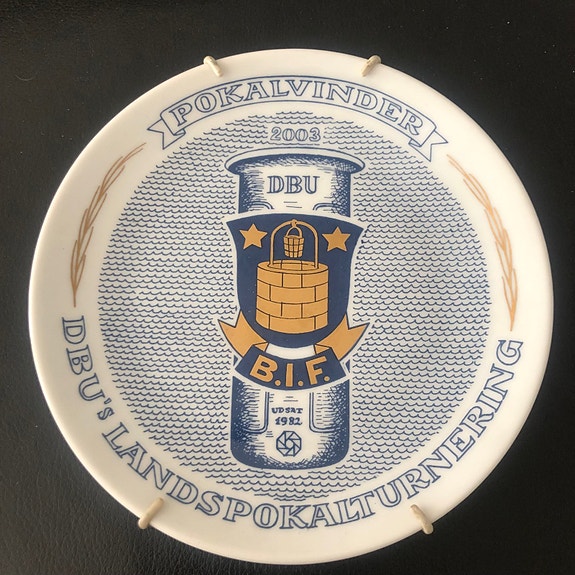 POKALVINDER
2003
DBU
B.I.F.
UDSAT
1982
DBU's LANDSPOKALTURNERING